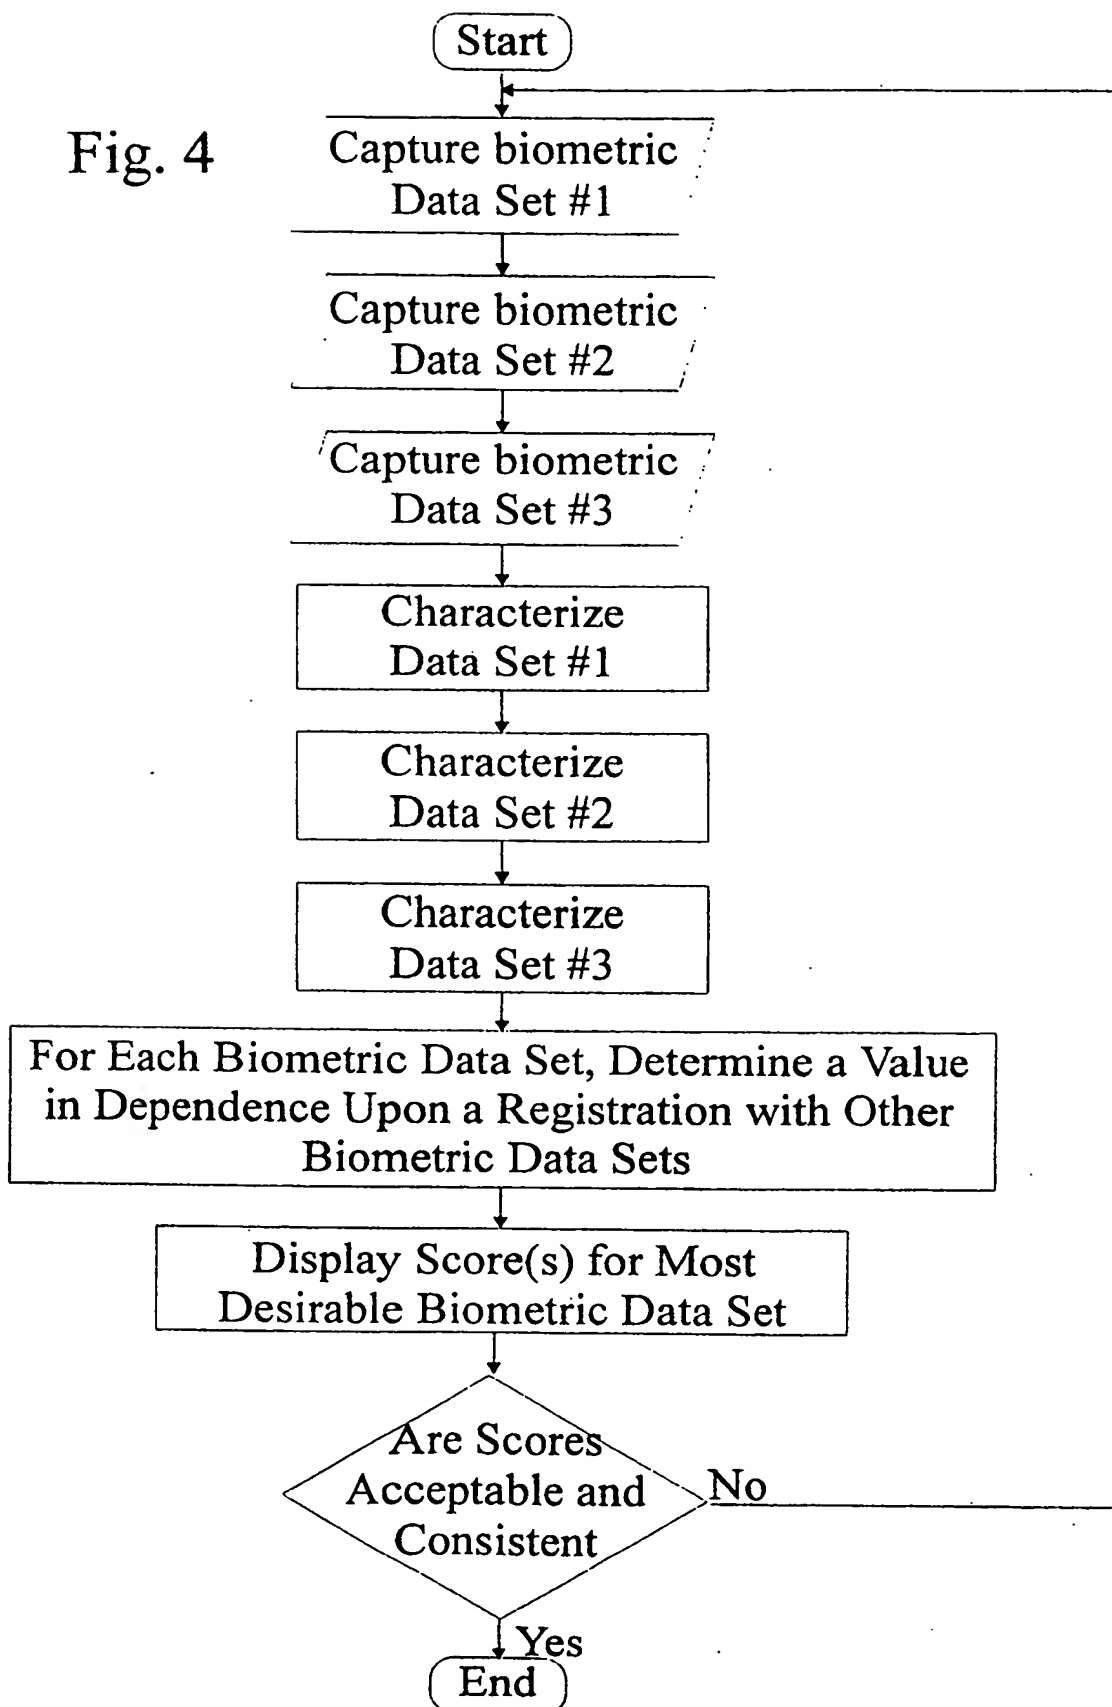 Start
Fig. 4
Capture biometric
Data Set #1
Capture biometric
Data Set #2
Capture biometric
Data Set #3
Characterize
Data Set #1
Characterize
Data Set #2
Characterize
Data Set #3
For Each Biometric Data Set, Determine a Value
in Dependence Upon a Registration with Other
Biometric Data Sets
Display Score(s) for Most
Desirable Biometric Data Set
Are Scores
Acceptable and
Consistent
No
Yes
End